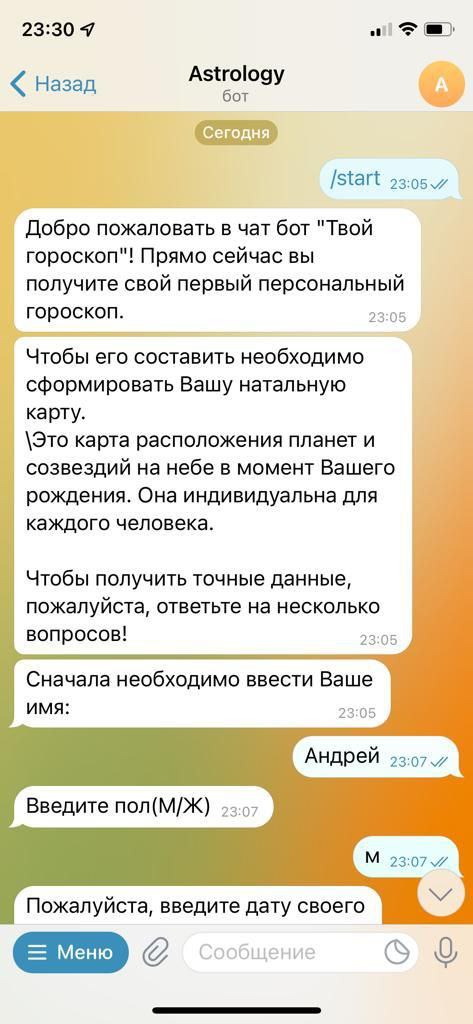 23:30
Назад
Astrology
бот
A
Сегодня
/start 23:05
Добро пожаловать в чат бот "Твой
гороскоп"! Прямо сейчас вы
получите свой первый персональный
гороскоп.
23:05
Чтобы его составить необходимо
сформировать Вашу натальную
карту.
\Это карта расположения планет и
созвездий на небе в момент Вашего
рождения. Она индивидуальна для
каждого человека.
Чтобы получить точные данные,
пожалуйста, ответьте на несколько
вопросов!
23:05
Сначала необходимо ввести Ваше
имя:
23:05
Андрей 23:07
Введите пол(М/Ж) 23:07
м 23:07
Пожалуйста, введите дату своего
Меню
Сообщение